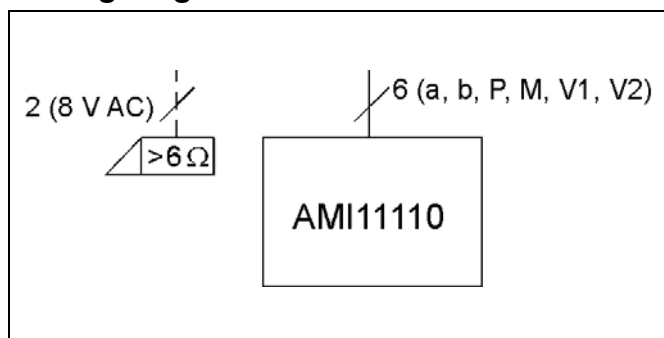 2 (8 V AC)
6 (a, b, P, M, V1, V2)
>6 Ω
AMI11110